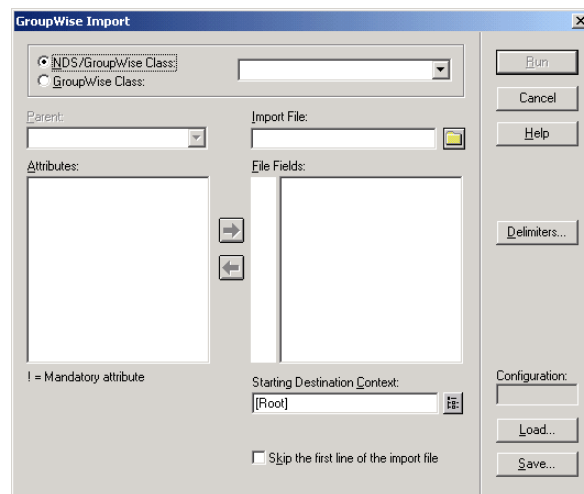 GroupWise Import
NDS/GroupWise Class:
GroupWise Class:
Run
Cancel
Help
Parent:
Import File:
Attributes:
File Fields:
Delimiters...
! = Mandatory attribute
Starting Destination Context:
[Root]
Configuration:
Load...
Skip the first line of the import file
Save...